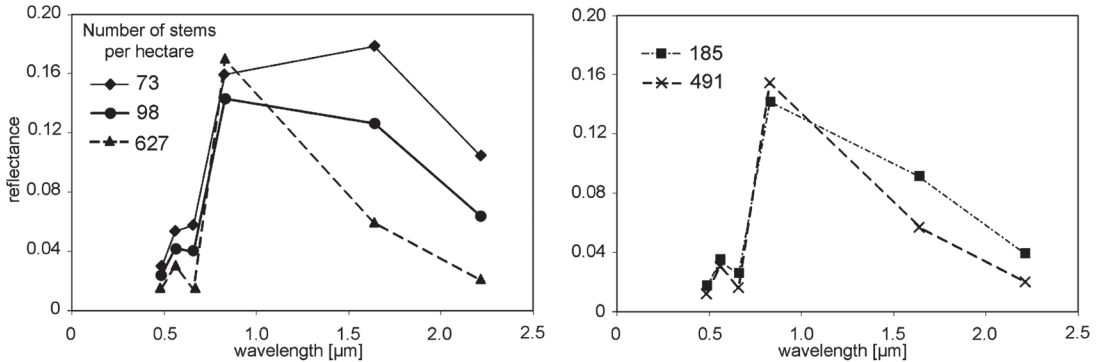 0.20
0.16
0.12
0.08
0.04
0
reflectance
Number of stems
per hectare
73
98
627
0 0.5 1.0 1.5 2.0 2.5
wavelength [µm]
0.20
0.16
0.12
0.08
0.04
0
185
491
0 0.5 1.0 1.5 2.0 2.5
wavelength [µm]